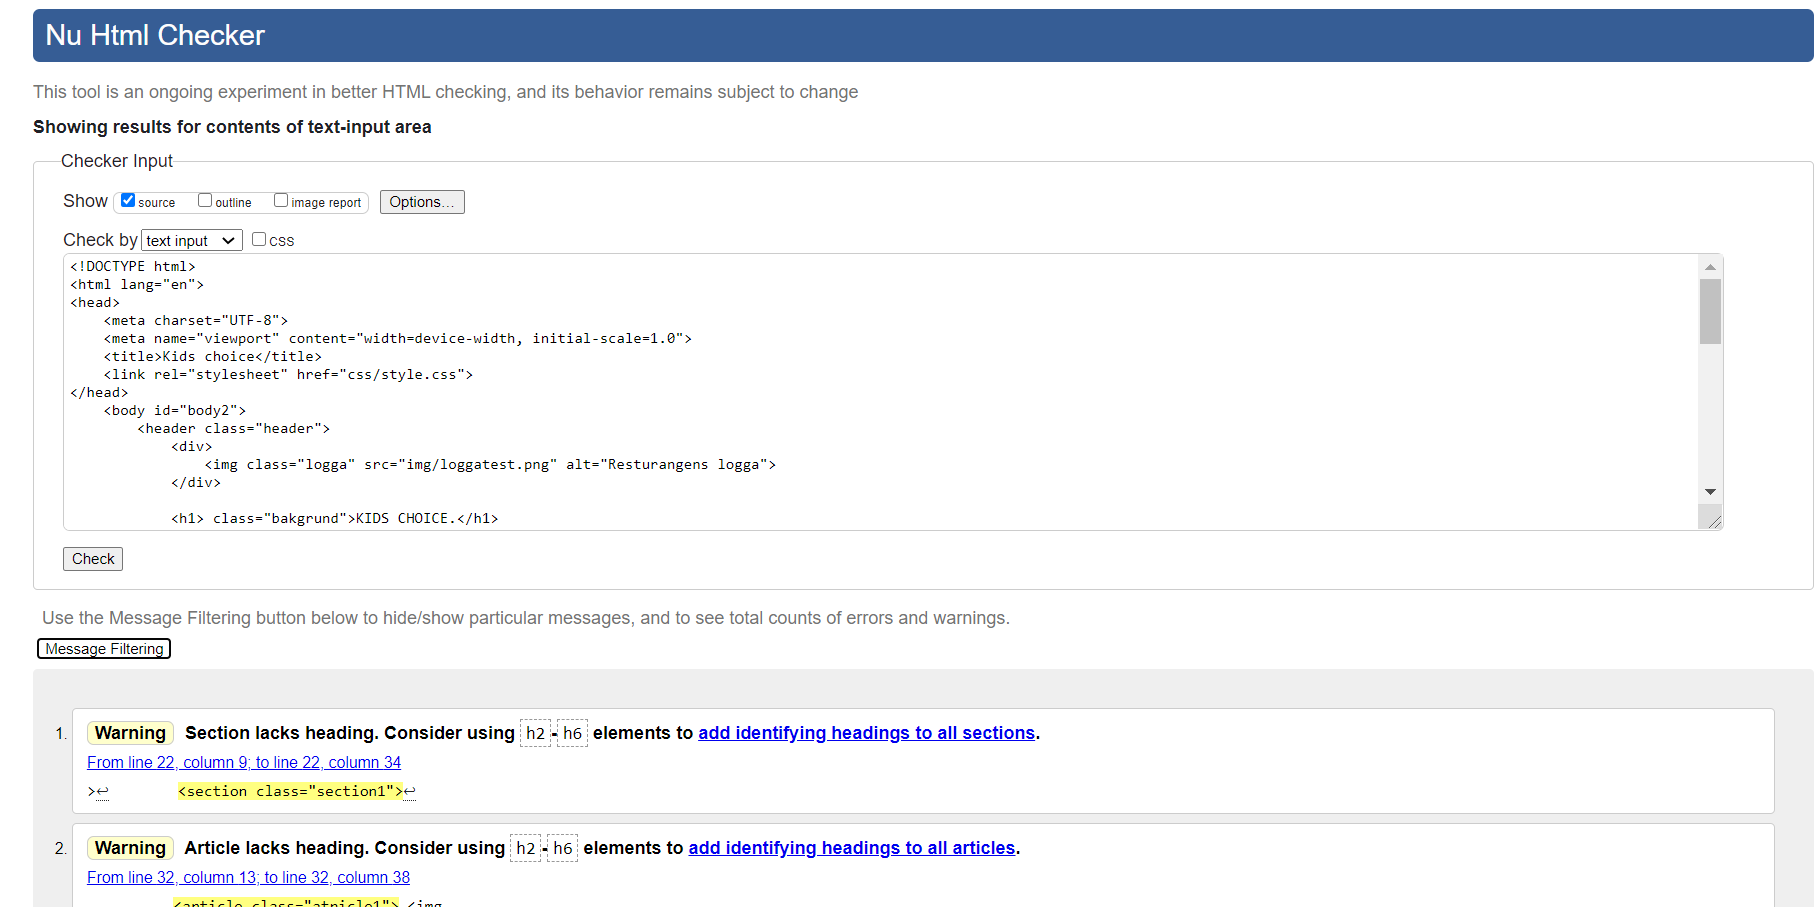 Nu Html Checker
This tool is an ongoing experiment in better HTML checking, and its behavior remains subject to change
Showing results for contents of text-input area
Checker Input
Show source outline image report Options...
Check by text input css
<!DOCTYPE html>
<html lang="en">
<head>
    <meta charset="UTF-8">
    <meta name="viewport" content="width=device-width, initial-scale=1.0">
    <title>Kids choice</title>
    <link rel="stylesheet" href="css/style.css">
</head>
    <body id="body2">
        <header class="header">
            <div>
                <img class="logga" src="img/loggatest.png" alt="Resturangens logga">
            </div>
            <h1> class="bakgrund">KIDS CHOICE.</h1>
Check
Use the Message Filtering button below to hide/show particular messages, and to see total counts of errors and warnings.
Message Filtering
1. Warning Section lacks heading. Consider using h2-h6 elements to add identifying headings to all sections.
From line 22, column 9; to line 22, column 34
>↩ <section class="section1">↩
2. Warning Article lacks heading. Consider using h2-h6 elements to add identifying headings to all articles.
From line 32, column 13; to line 32, column 38
<article class="atricle1"> <img